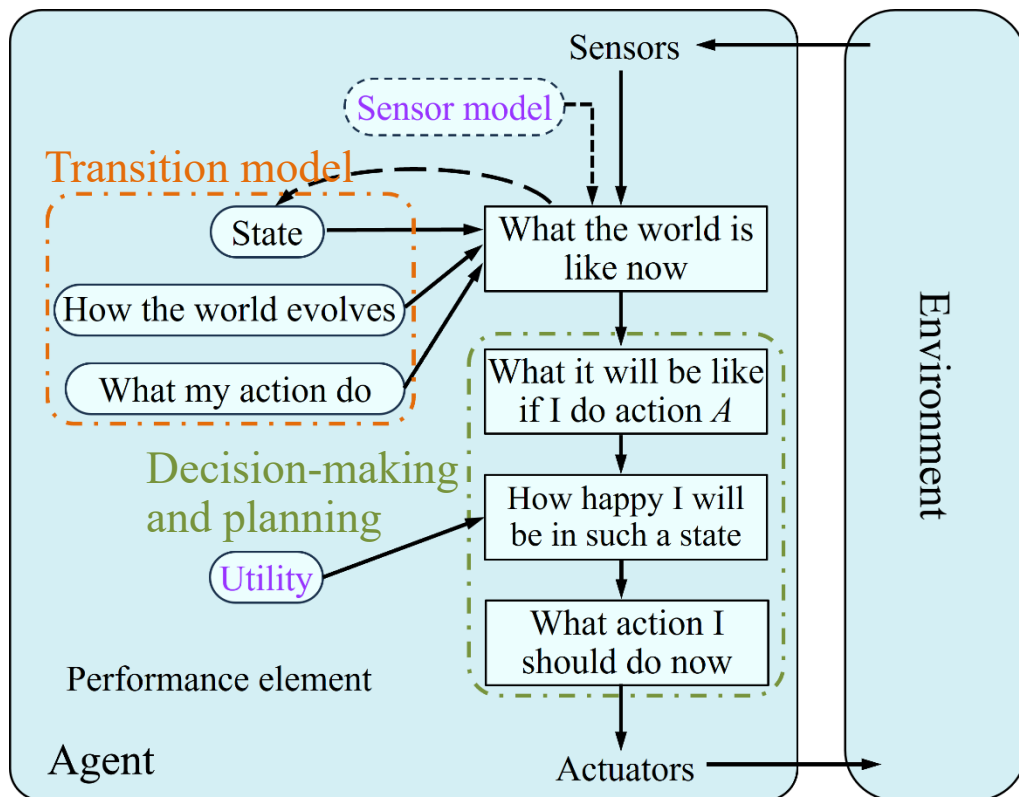 Sensors
Sensor model
Transition model
State
What the world is
like now
How the world evolves
What my action do
What it will be like
if I do action A
Decision-making
and planning
How happy I will
be in such a state
Utility
What action I
should do now
Performance element
Agent
Actuators
Environment